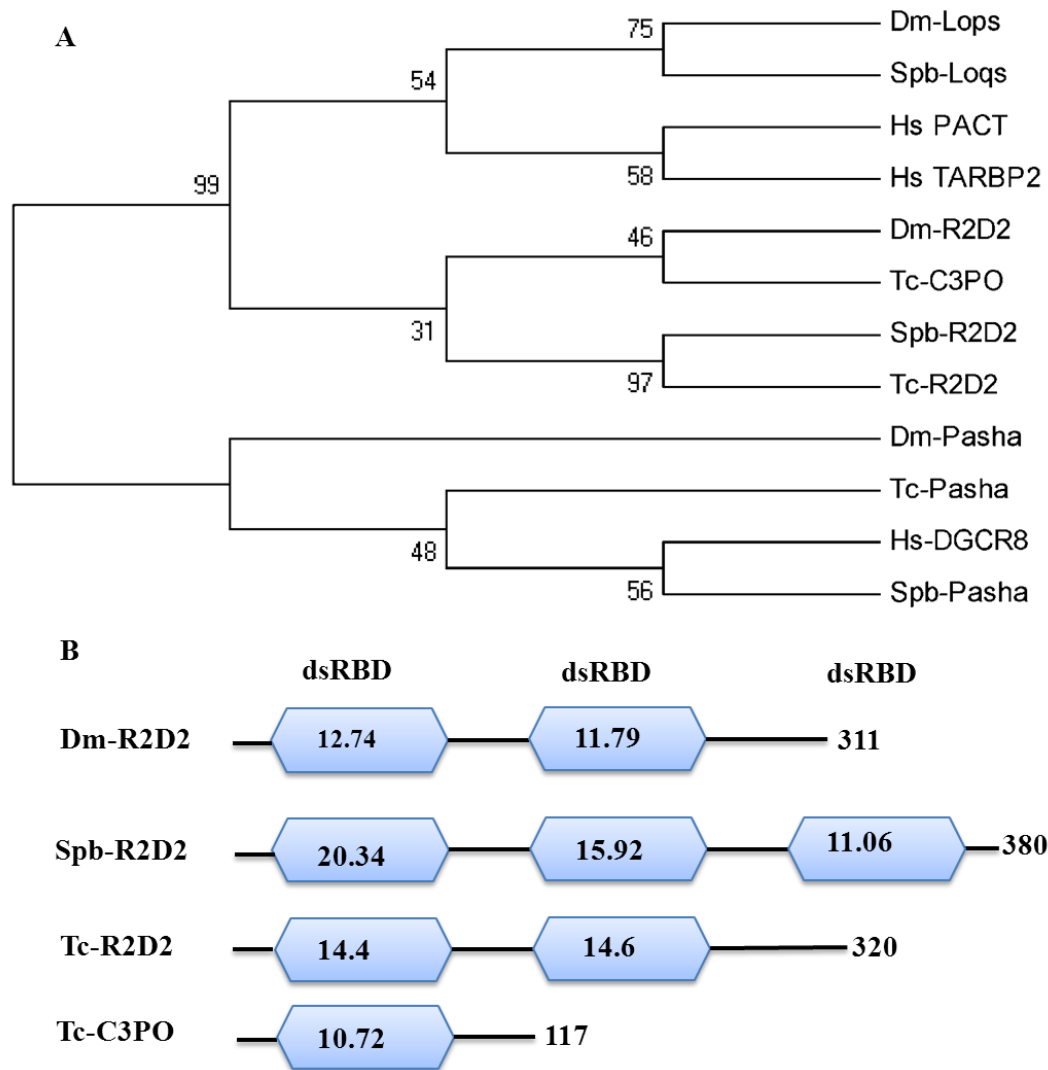 A
75
Dm-Lops
Spb-Loqs
54
Hs PACT
58
Hs TARBP2
99
46
Dm-R2D2
Tc-C3PO
31
Spb-R2D2
97
Tc-R2D2
Dm-Pasha
Tc-Pasha
48
Hs-DGCR8
56
Spb-Pasha
B
dsRBD dsRBD dsRBD
Dm-R2D2 12.74 11.79 311
Spb-R2D2 20.34 15.92 11.06 380
Tc-R2D2 14.4 14.6 320
Tc-C3PO 10.72 117